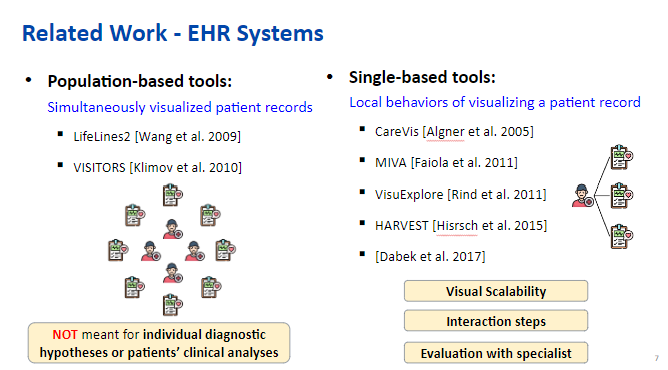 Related Work - EHR Systems
• Population-based tools:
Simultaneously visualized patient records
▪ LifeLines2 [Wang et al. 2009]
▪ VISITORS [Klimov et al. 2010]
NOT meant for individual diagnostic
hypotheses or patients’ clinical analyses
• Single-based tools:
Local behaviors of visualizing a patient record
▪ CareVis [Algner et al. 2005]
▪ MIVA [Faiola et al. 2011]
▪ VisuExplore [Rind et al. 2011]
▪ HARVEST [Hisrsch et al. 2015]
▪ [Dabek et al. 2017]
Visual Scalability
Interaction steps
Evaluation with specialist
7